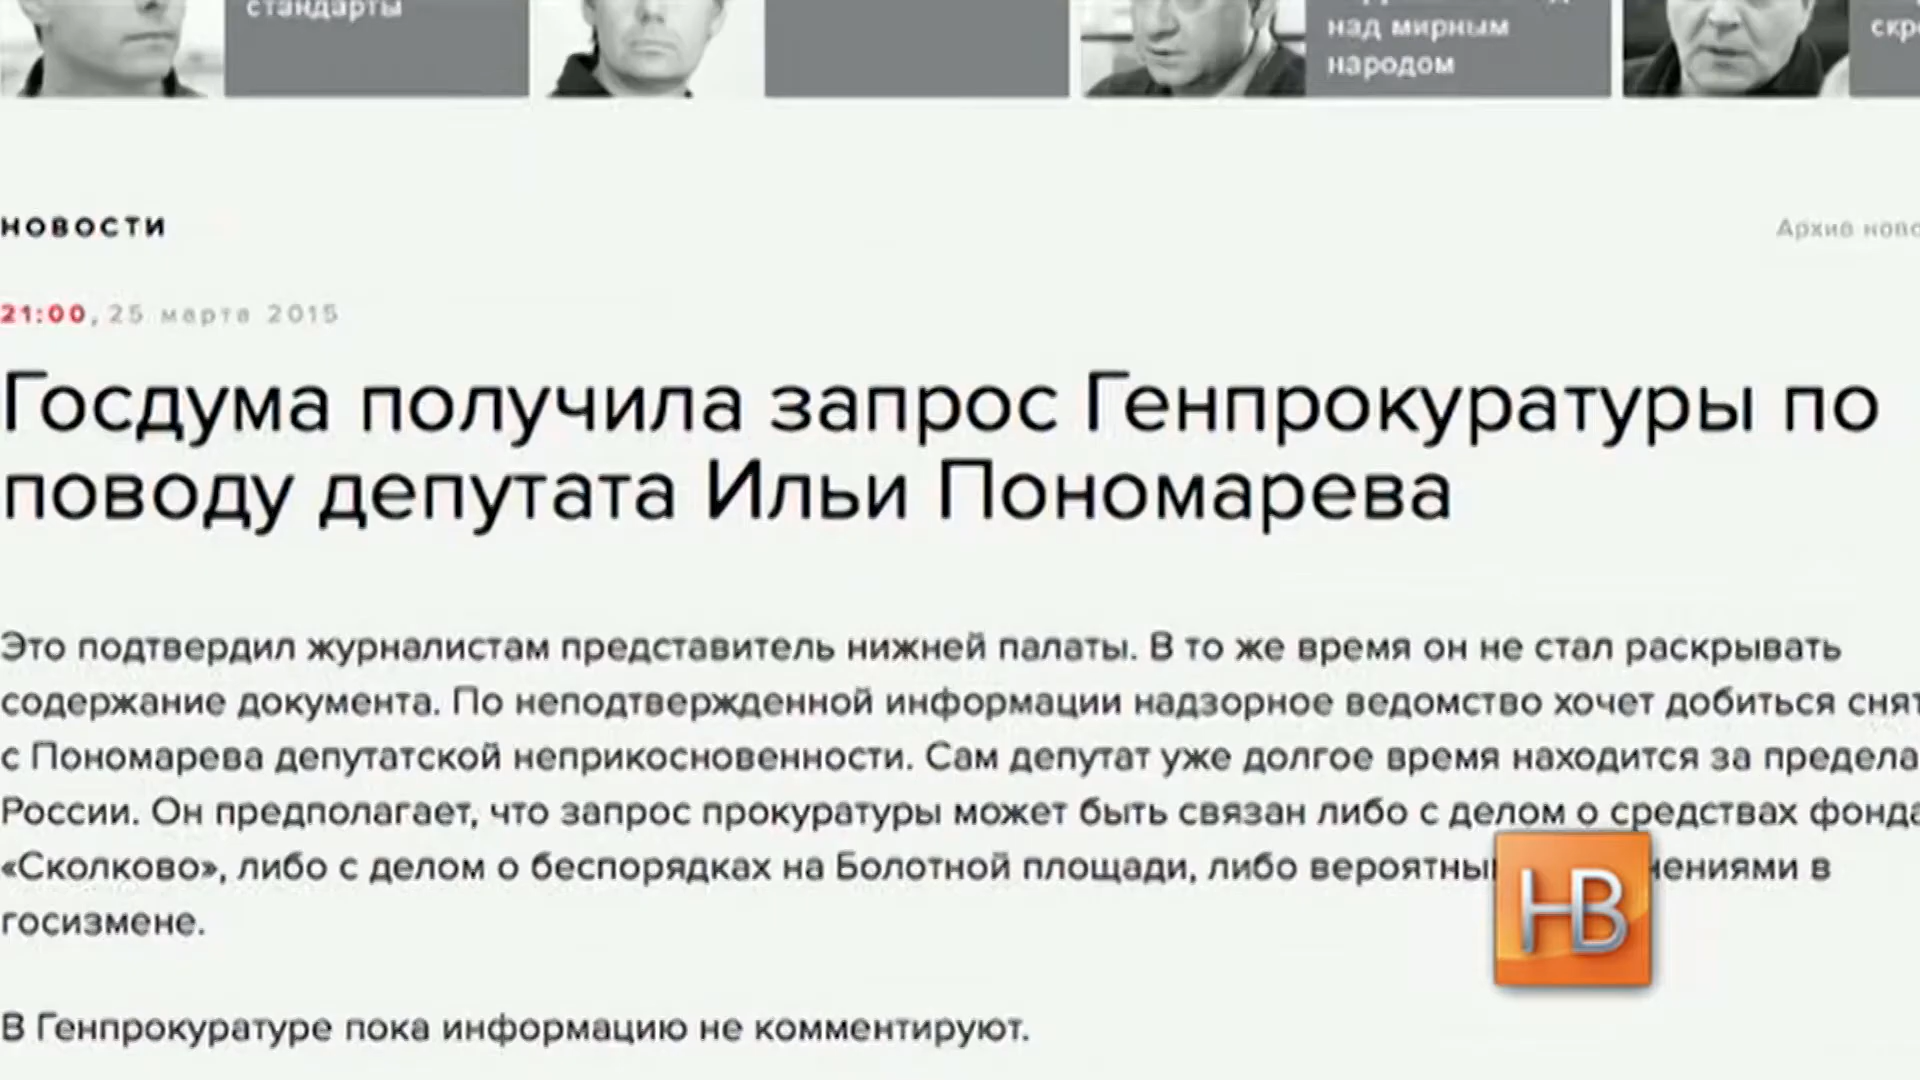 стандарты
над мирным
народом
НОВОСТИ
Архив
21:00, 25 марта 2015
Госдума получила запрос Генпрокуратуры по
поводу депутата Ильи Пономарева
Это подтвердил журналистам представитель нижней палаты. В то же время он не стал раскрывать
содержание документа. По неподтвержденной информации надзорное ведомство хочет добиться
с Пономарева депутатской неприкосновенности. Сам депутат уже долгое время находится за
России. Он предполагает, что запрос прокуратуры может быть связан либо с делом о средствах
«Сколково», либо с делом о беспорядках на Болотной площади, либо в
госизмене.
НВ
В Генпрокуратуре пока информацию не комментируют.